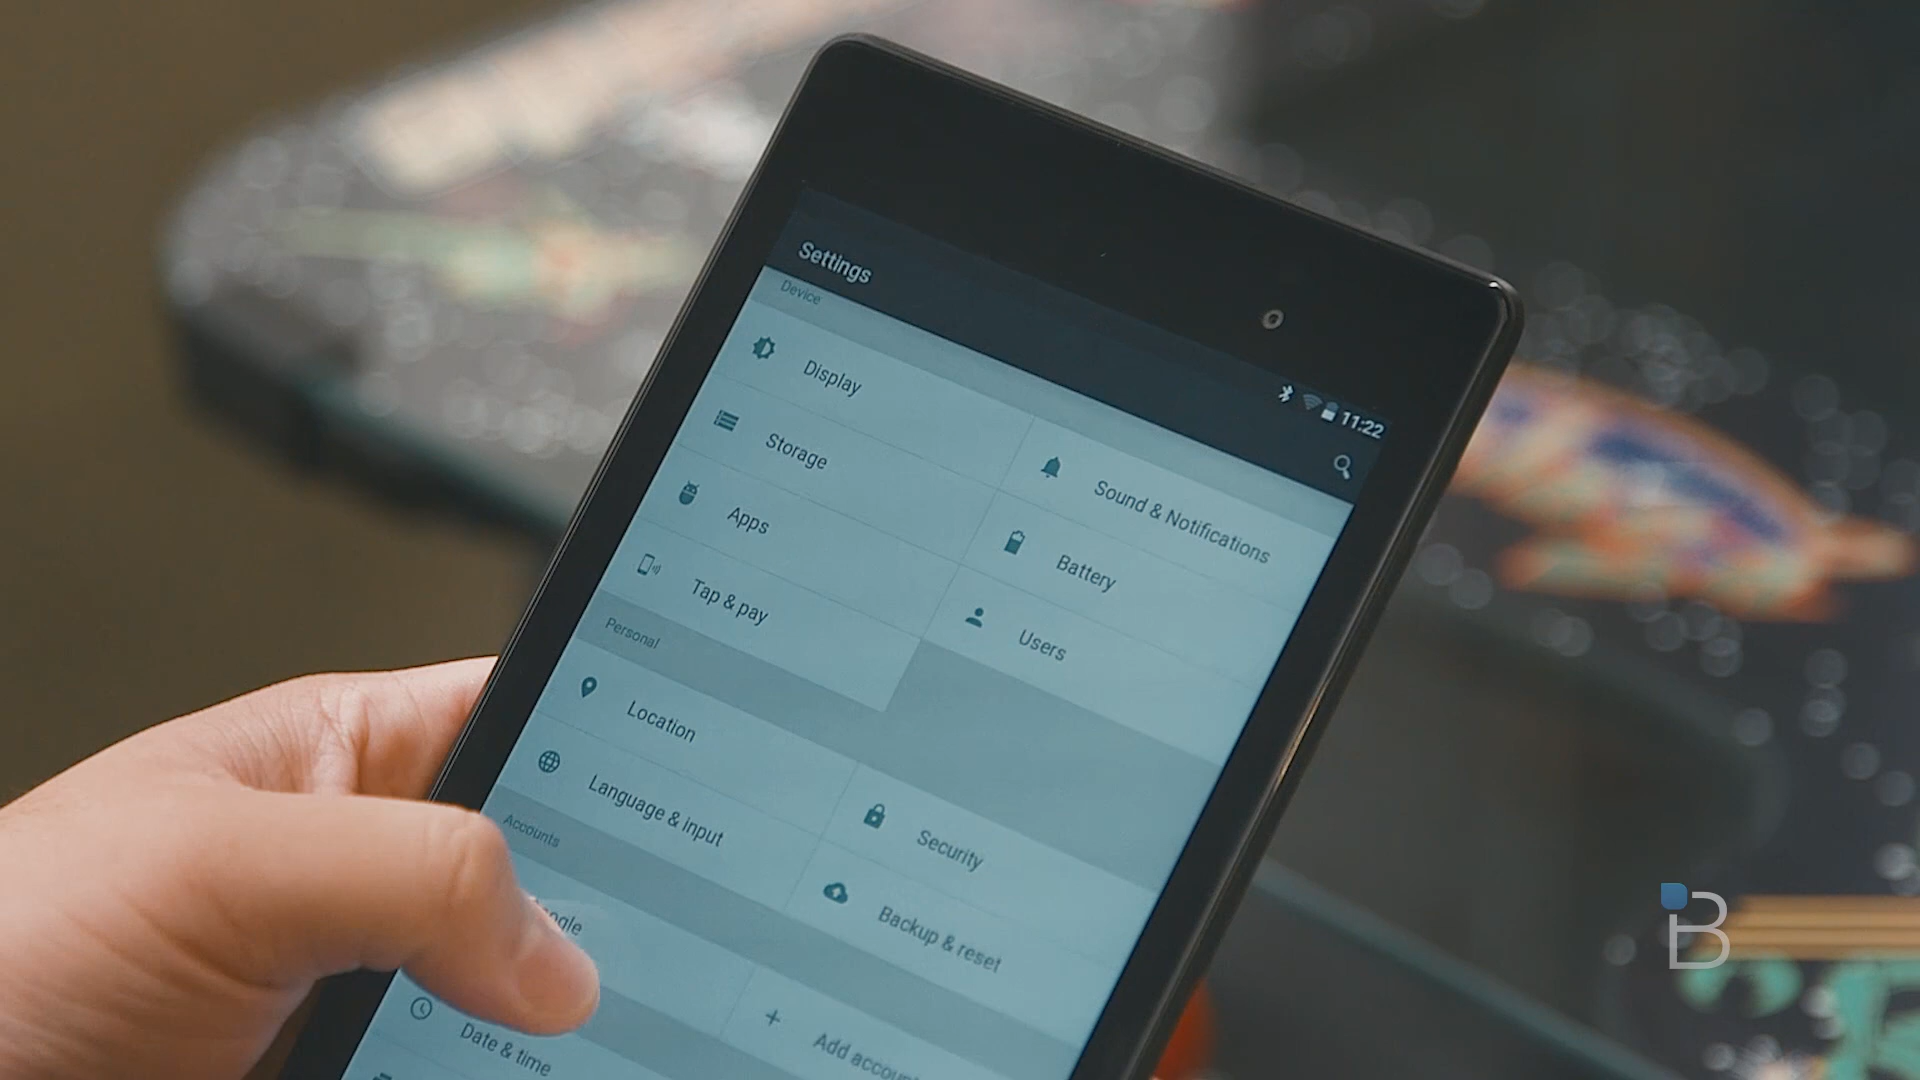 Settings
11:22
Device
Display
Sound & Notifications
Storage
Battery
Apps
Users
Tap & pay
Personal
Location
Security
Language & input
Backup & reset
Accounts
Add
Date & time
B